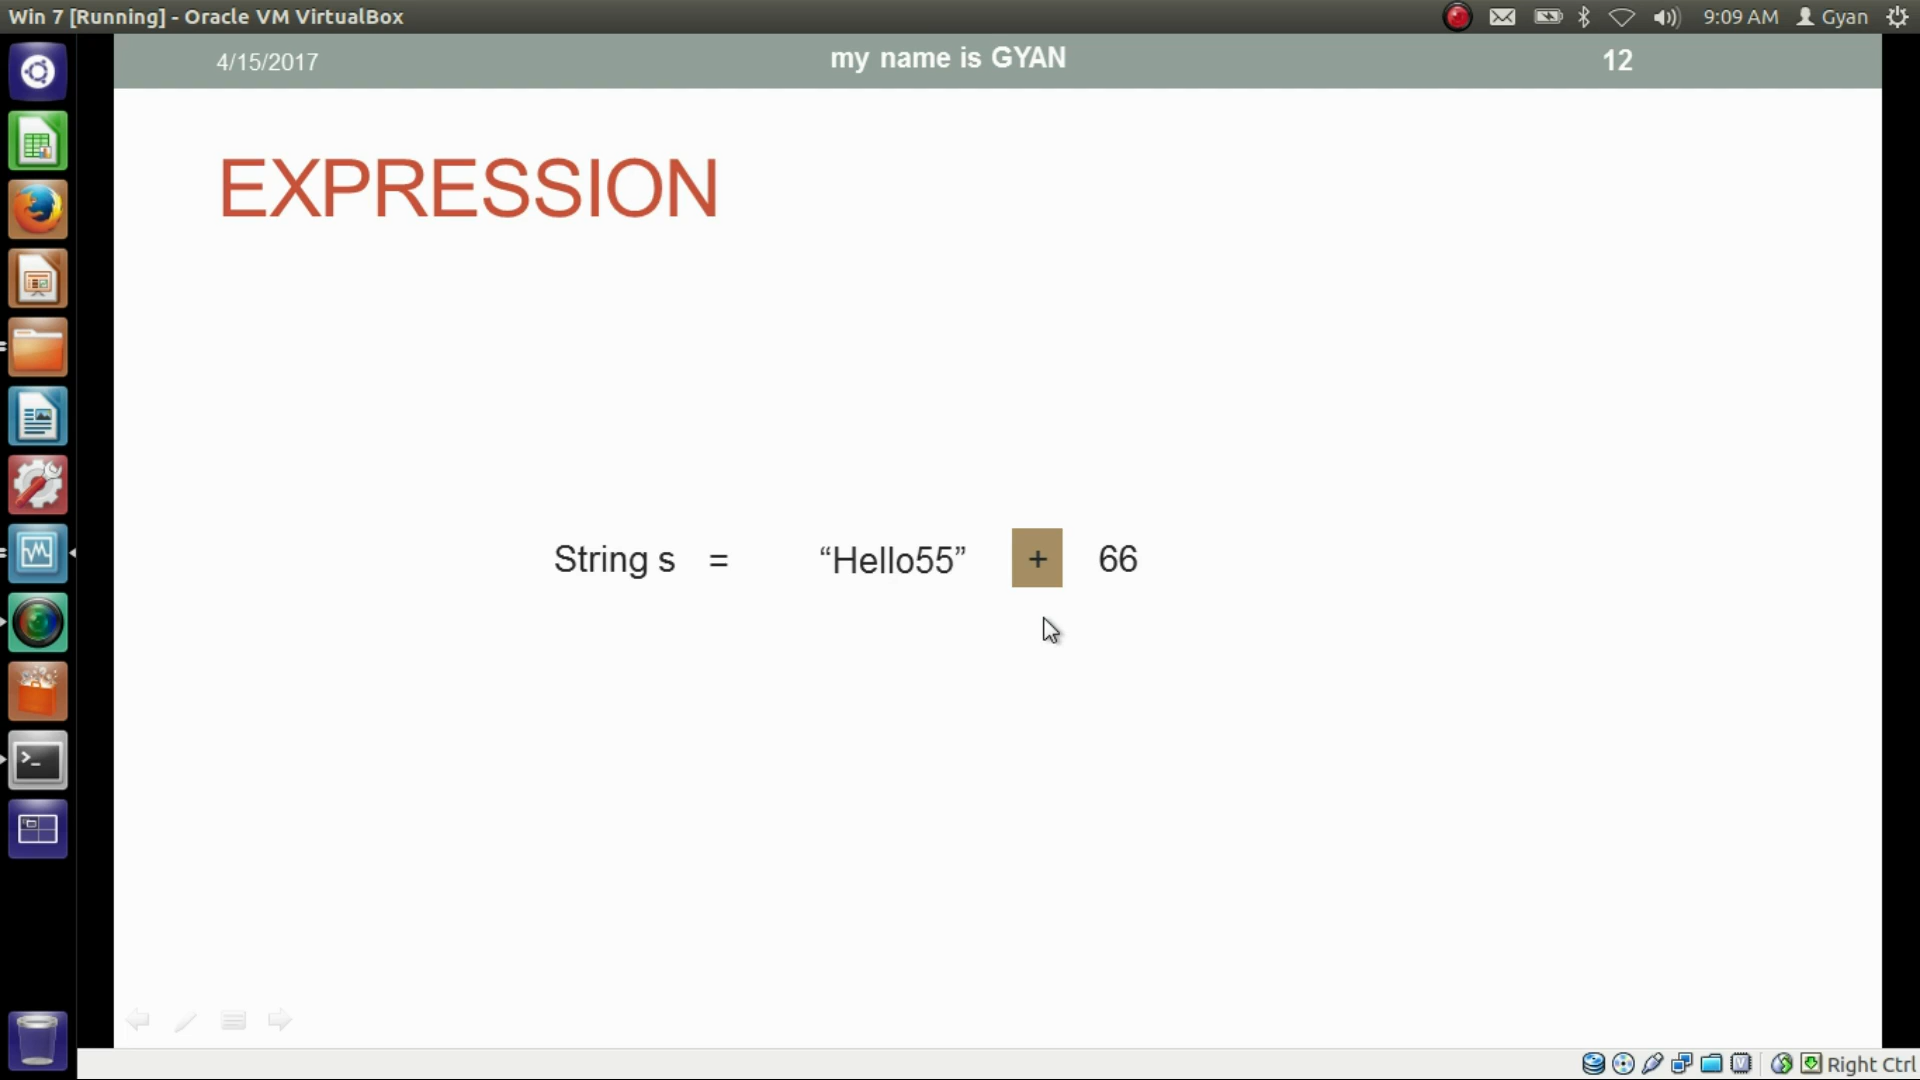 Win 7 [Running] - Oracle VM VirtualBox
9:09 AM Gyan
4/15/2017 my name is GYAN 12
EXPRESSION
String s = “Hello55” + 66
Right Ctrl